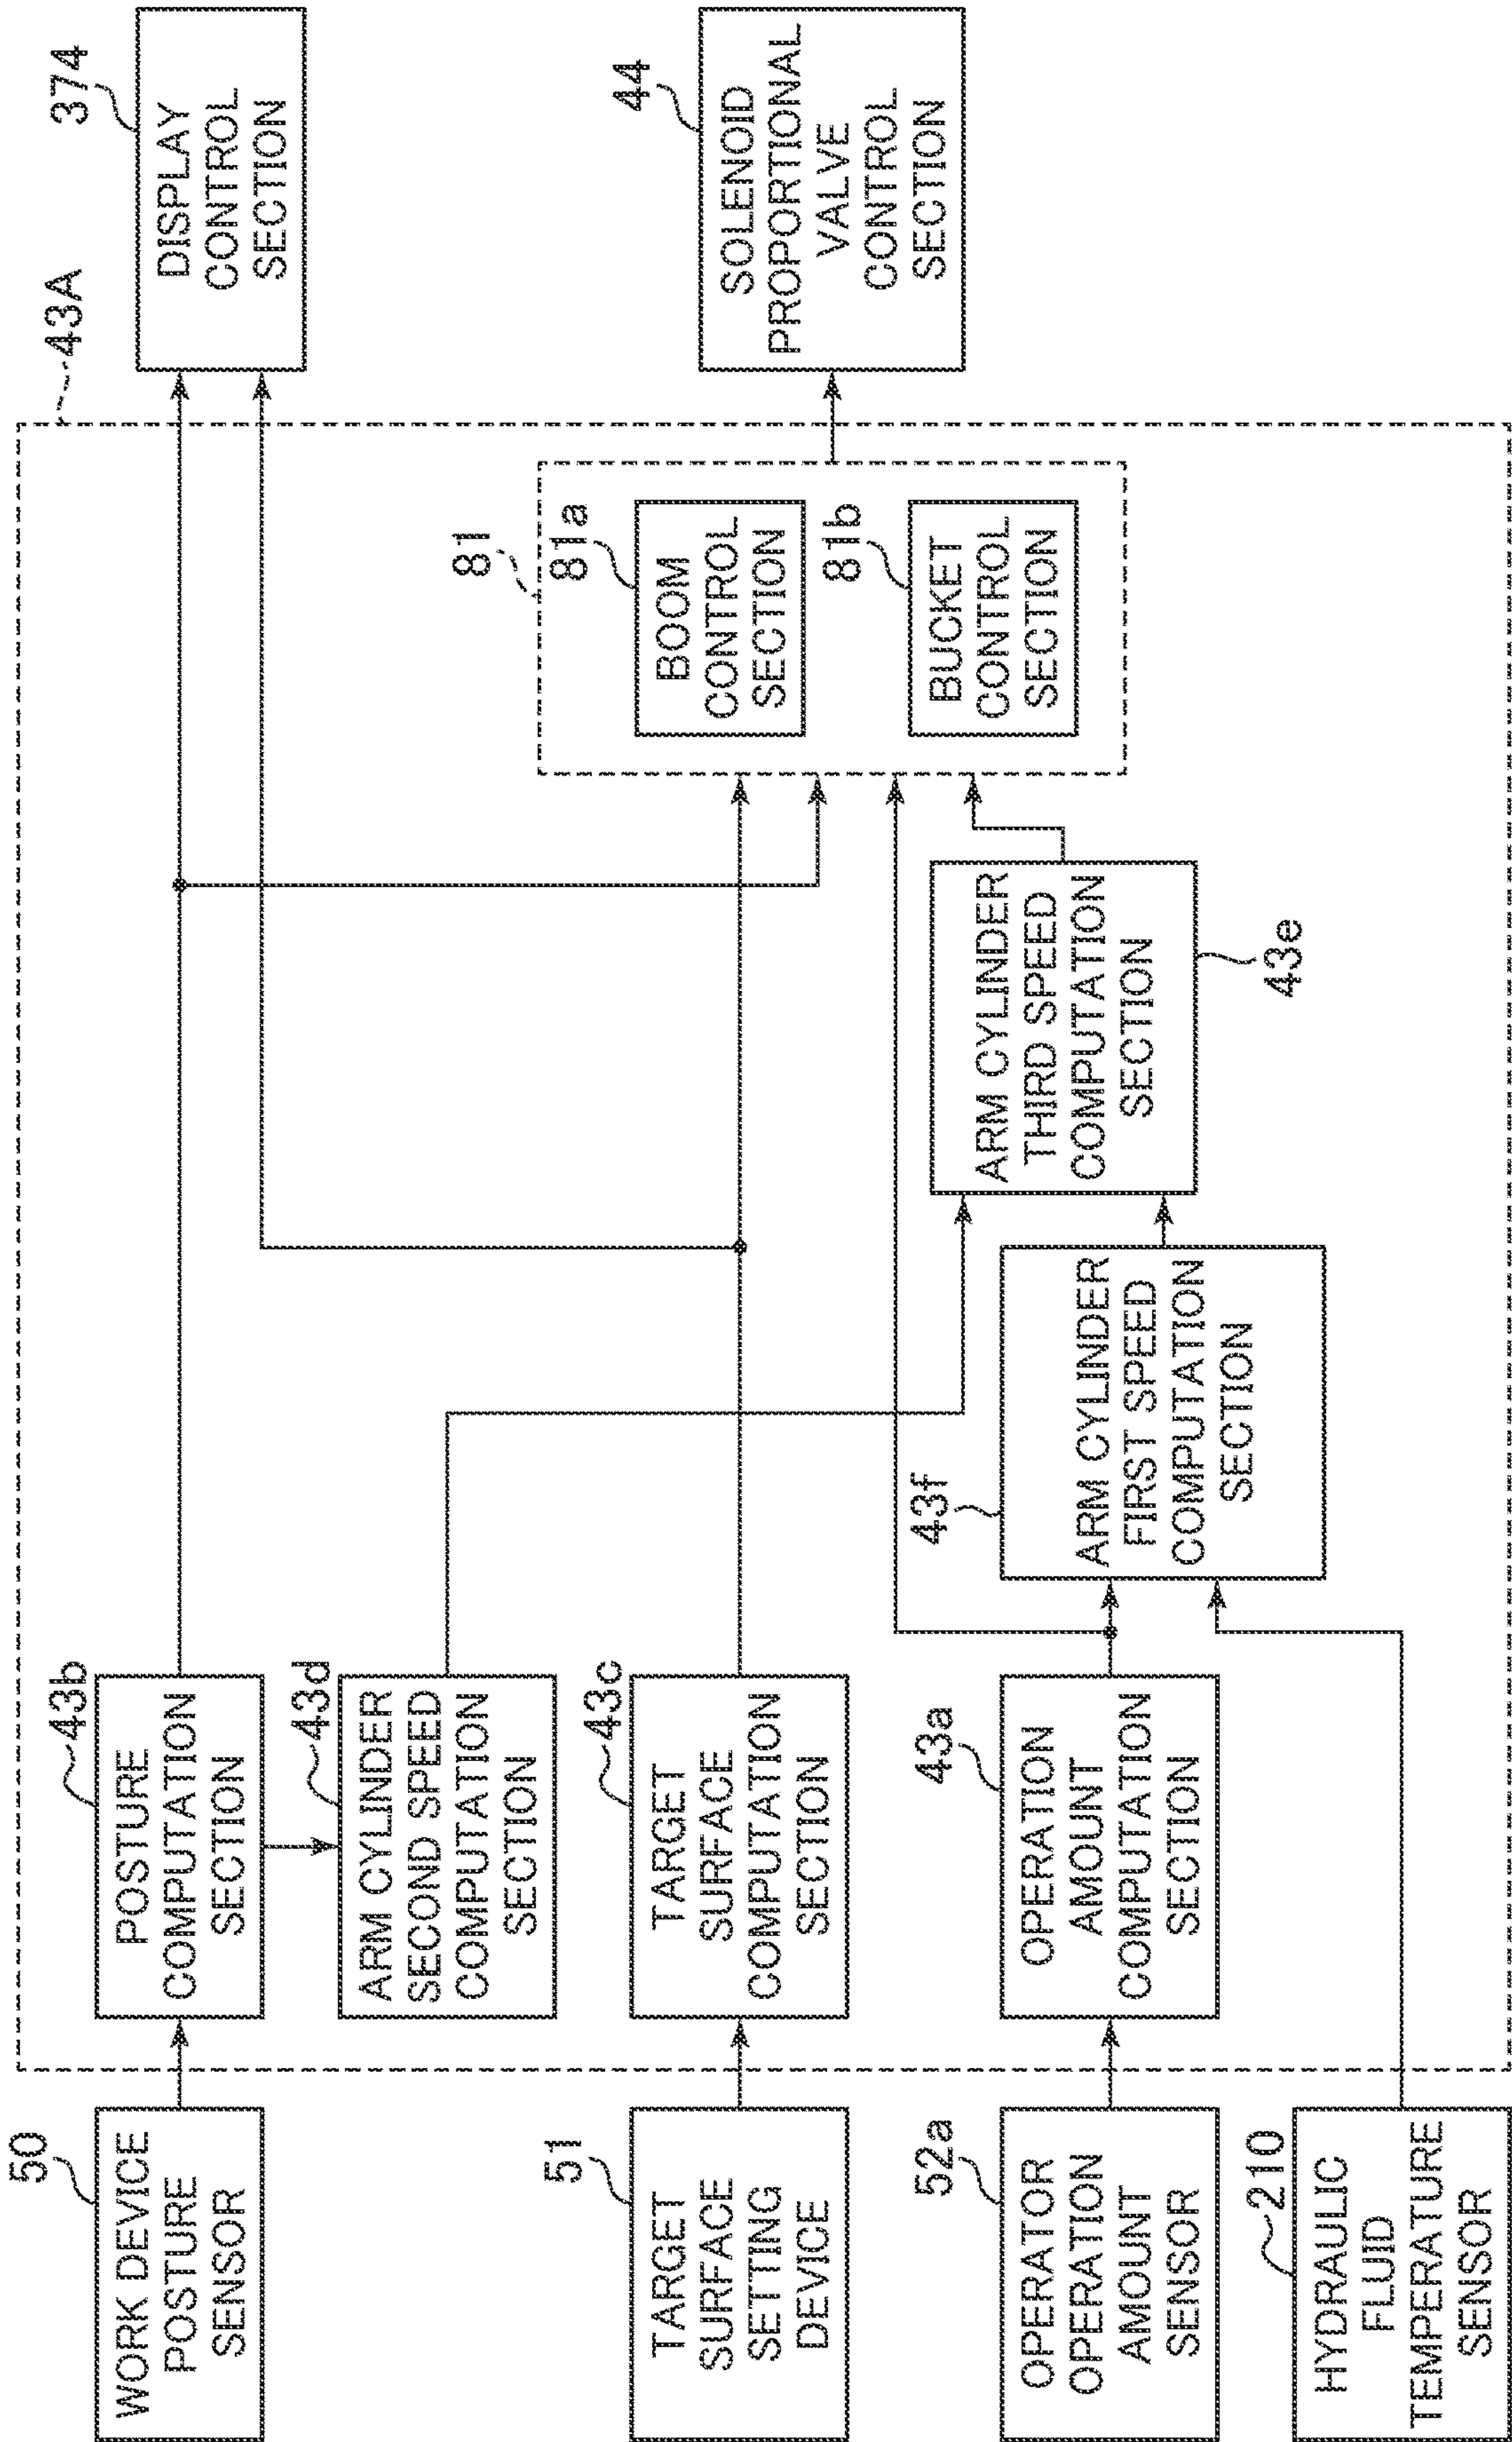 50
WORK DEVICE
POSTURE
SENSOR
51
TARGET
SURFACE
SETTING
DEVICE
52a
OPERATOR
OPERATION
AMOUNT
SENSOR
210
HYDRAULIC
FLUID
TEMPERATURE
SENSOR
43A
43b
POSTURE
COMPUTATION
SECTION
43d
ARM CYLINDER
SECOND SPEED
COMPUTATION
SECTION
43c
TARGET
SURFACE
COMPUTATION
SECTION
43a
OPERATION
AMOUNT
COMPUTATION
SECTION
43f
ARM CYLINDER
FIRST SPEED
COMPUTATION
SECTION
ARM CYLINDER
THIRD SPEED
COMPUTATION
SECTION
43e
81
81a
BOOM
CONTROL
SECTION
81b
BUCKET
CONTROL
SECTION
374
DISPLAY
CONTROL
SECTION
44
SOLENOID
PROPORTIONAL
VALVE
CONTROL
SECTION